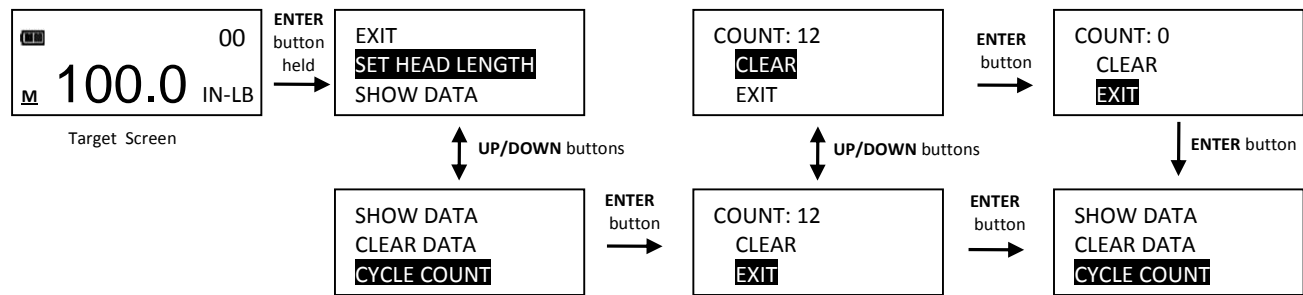 00
M 100.0 IN-LB
Target Screen
ENTER
button
held
EXIT
SET HEAD LENGTH
SHOW DATA
UP/DOWN buttons
SHOW DATA
CLEAR DATA
CYCLE COUNT
ENTER
button
COUNT: 12
CLEAR
EXIT
UP/DOWN buttons
COUNT: 12
CLEAR
EXIT
ENTER
button
COUNT: 0
CLEAR
EXIT
ENTER button
ENTER
button
SHOW DATA
CLEAR DATA
CYCLE COUNT